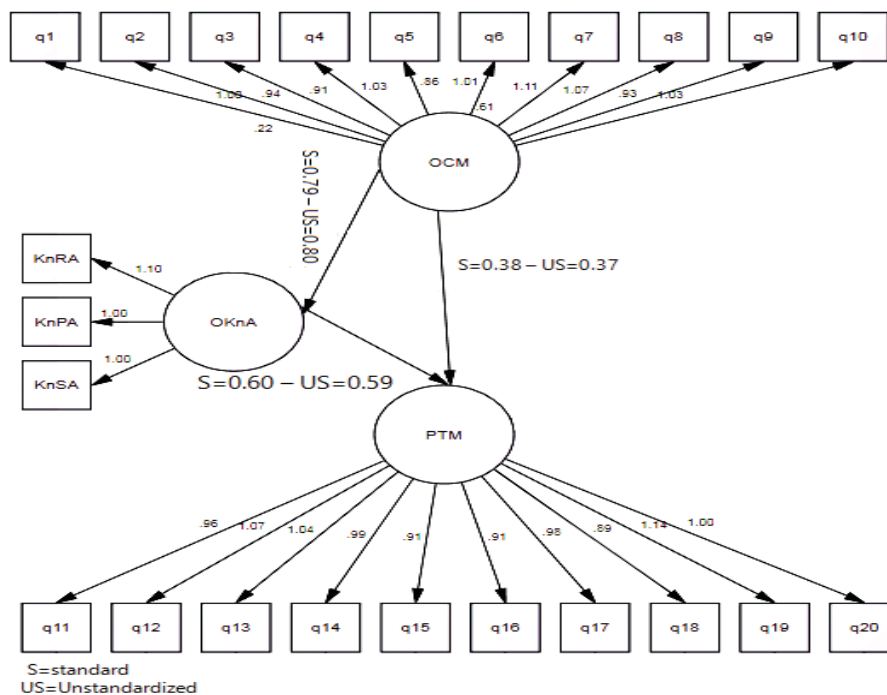 q1 q2 q3 q4 q5 q6 q7 q8 q9 q10
.22 1.00 .94 .91 1.03 .86 1.01 .61 1.11 1.07 .93 1.03
OCM
S=0.79 – US=0.80
S=0.38 – US=0.37
KnRA
1.10
KnPA
1.00
OKnA
KnSA
1.00
S=0.60 – US=0.59
PTM
.96 1.07 1.04 .99 .91 .91 .98 .89 1.14 1.00
q11 q12 q13 q14 q15 q16 q17 q18 q19 q20
S=standard
US=Unstandardized